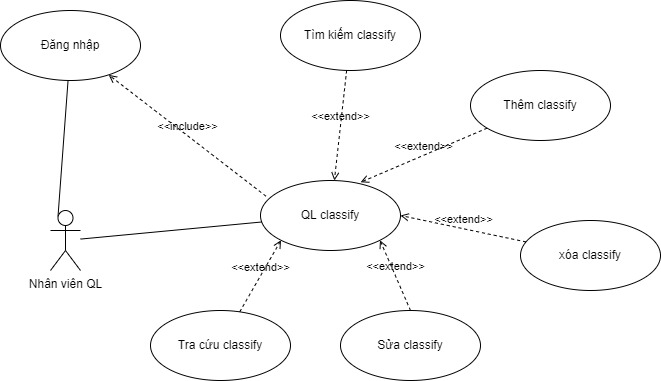 Tìm kiếm classify
Đăng nhập
Thêm classify
<<extend>>
<<include>>
<<extend>>
QL classify
<<extend>>
xóa classify
<<extend>>
<<extend>>
Nhân viên QL
Tra cứu classify
Sửa classify